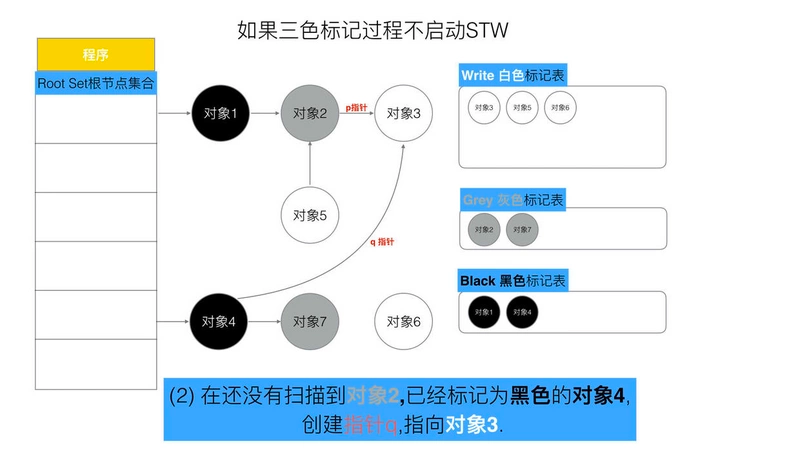 如果三色标记过程不启动STW
程序
Root Set根节点集合
对象1
对象2
p指针
对象3
对象5
q 指针
对象4
对象7
对象6
Write 白色标记表
对象3 对象5 对象6
Grey 灰色标记表
对象2 对象7
Black 黑色标记表
对象1 对象4
(2) 在还没有扫描到对象2,已经标记为黑色的对象4,
创建指针q,指向对象3.